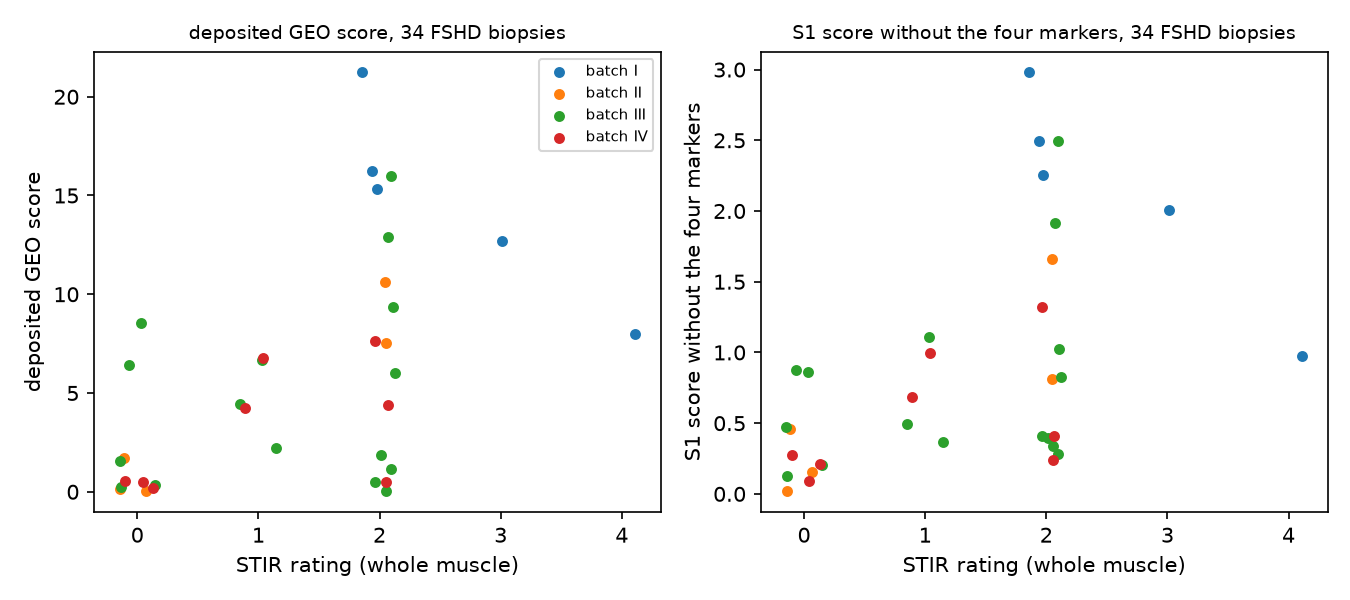 deposited GEO score, 34 FSHD biopsies
deposited GEO score
20
15
10
5
0
batch I
batch II
batch III
batch IV
0 1 2 3 4
STIR rating (whole muscle)
S1 score without the four markers, 34 FSHD biopsies
S1 score without the four markers
3.0
2.5
2.0
1.5
1.0
0.5
0.0
0 1 2 3 4
STIR rating (whole muscle)